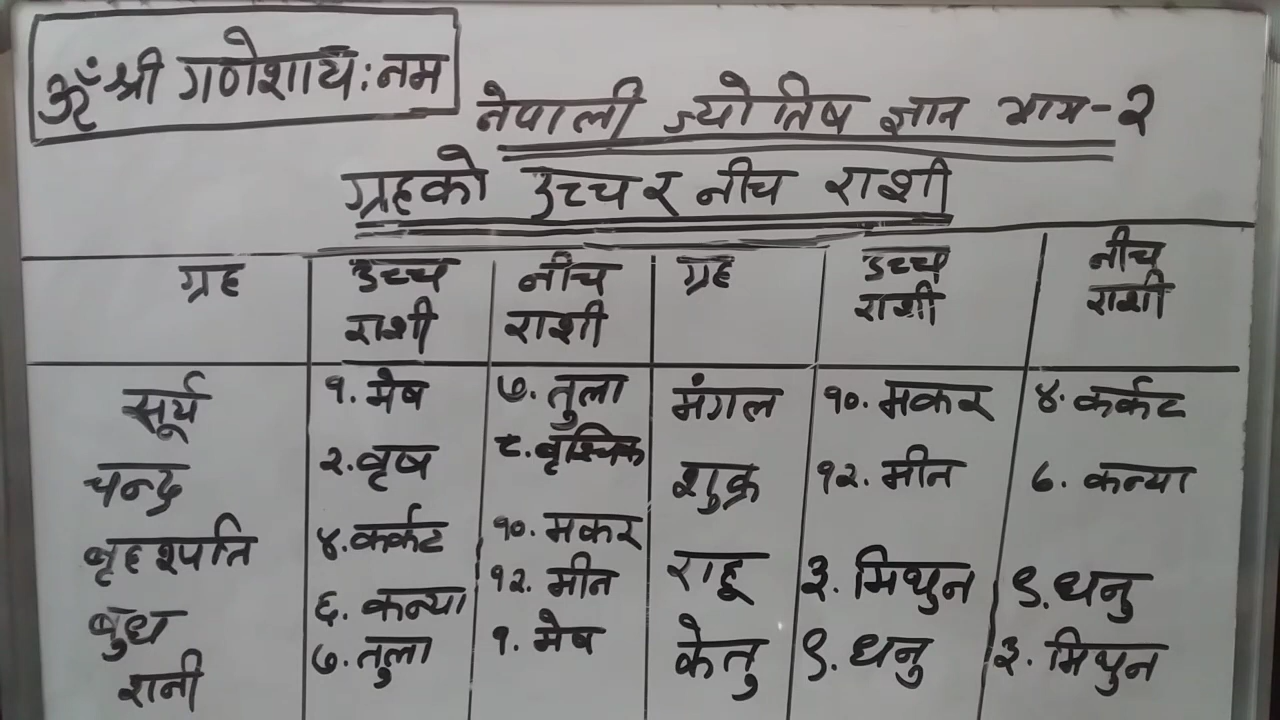 ॐ श्री गणेशाय:नम
नेपाली ज्योतिष ज्ञान भाग-२
ग्रहको उच्च र नीच राशी
ग्रह उच्च राशी नीच राशी ग्रह उच्च राशी नीच राशी
सूर्य १. मेष ७. तुला मंगल १०. मकर ४. कर्कट
चन्द्र २. वृष ८. वृश्चिक शुक्र १२. मीन ६. कन्या
बृहश्पति ४. कर्कट १०. मकर राहू ३. मिथुन ९. धनु
बुध ६. कन्या १२. मीन केतु ९. धनु ३. मिथुन
शनी ७. तुला १. मेष